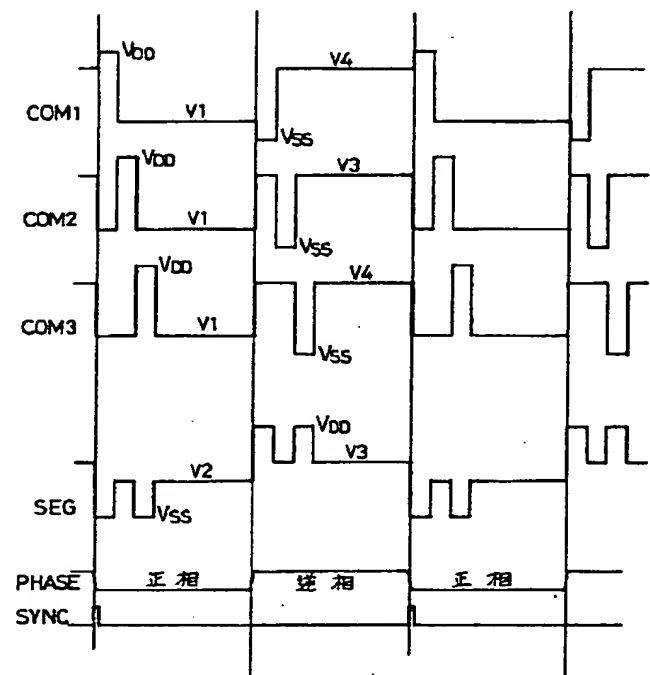 VDD
V4
COM1
V1
VSS
VDD
V3
COM2
V1
VSS
VDD
V4
COM3
V1
VSS
VDD
V3
V2
SEG
VSS
PHASE 正相 逆相 正相
SYNC